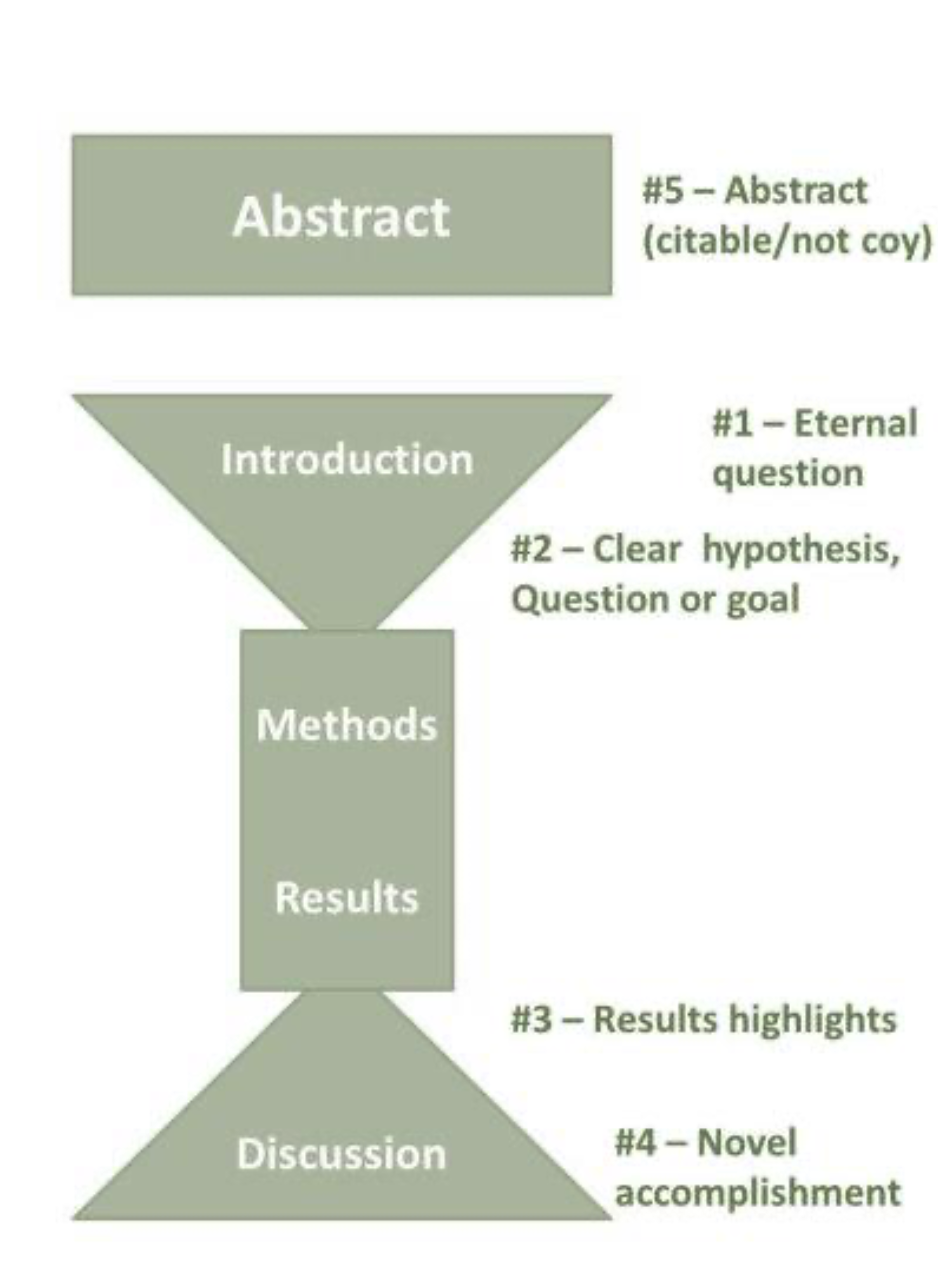 Abstract
#5 – Abstract
(citable/not coy)
Introduction
#1 – Eternal
question
#2 – Clear hypothesis,
Question or goal
Methods
Results
#3 – Results highlights
Discussion
#4 – Novel
accomplishment